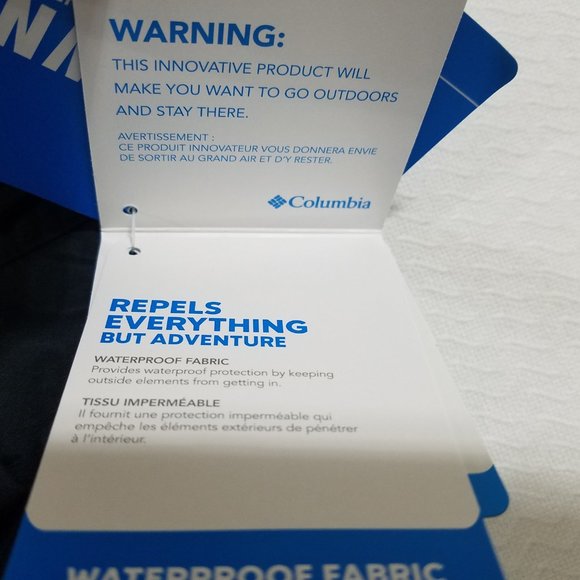 WARNING:
THIS INNOVATIVE PRODUCT WILL
MAKE YOU WANT TO GO OUTDOORS
AND STAY THERE.
AVERTISSEMENT :
CE PRODUIT INNOVATEUR VOUS DONNERA ENVIE
DE SORTIR AU GRAND AIR ET D'Y RESTER.
Columbia
REPELS
EVERYTHING
BUT ADVENTURE
WATERPROOF FABRIC
Provides waterproof protection by keeping
outside elements from getting in.
TISSU IMPERMÉABLE
Il fournit une protection imperméable qui
empêche les éléments extérieurs de pénétrer
à l'intérieur.
WATERPROOF FABRIC